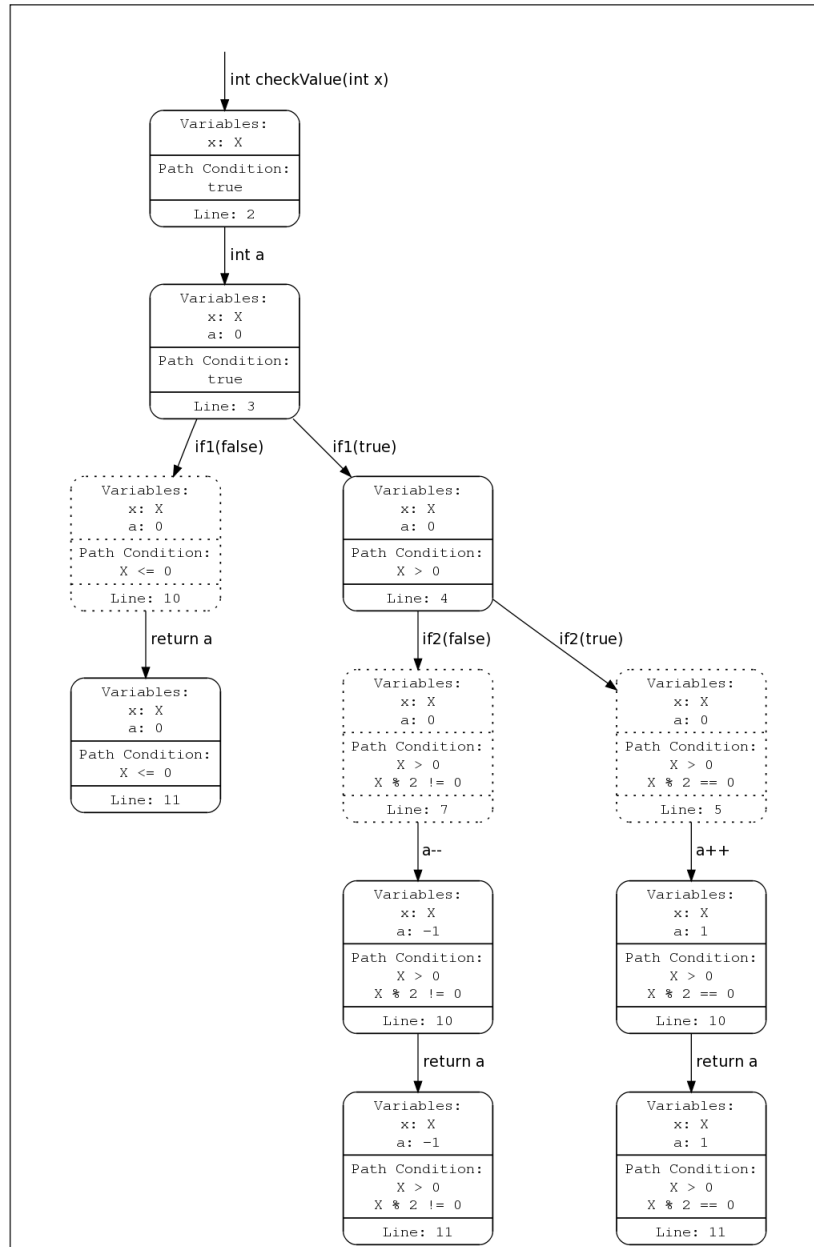 int checkValue(int x)
Variables:
x: X
Path Condition:
true
Line: 2
int a
Variables:
x: X
a: 0
Path Condition:
true
Line: 3
if1(false)
if1(true)
Variables:
x: X
a: 0
Path Condition:
X <= 0
Line: 10
Variables:
x: X
a: 0
Path Condition:
X > 0
Line: 4
return a
if2(false)
if2(true)
Variables:
x: X
a: 0
Path Condition:
X <= 0
Line: 11
Variables:
x: X
a: 0
Path Condition:
X > 0
X % 2 != 0
Line: 7
Variables:
x: X
a: 0
Path Condition:
X > 0
X % 2 == 0
Line: 5
a--
a++
Variables:
x: X
a: -1
Path Condition:
X > 0
X % 2 != 0
Line: 10
Variables:
x: X
a: 1
Path Condition:
X > 0
X % 2 == 0
Line: 10
return a
return a
Variables:
x: X
a: -1
Path Condition:
X > 0
X % 2 != 0
Line: 11
Variables:
x: X
a: 1
Path Condition:
X > 0
X % 2 == 0
Line: 11